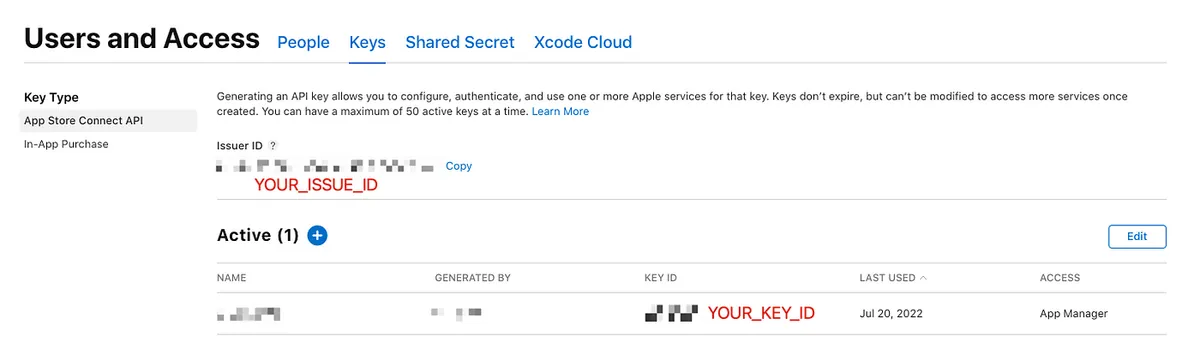 Users and Access People Keys Shared Secret Xcode Cloud
Key Type
App Store Connect API
In-App Purchase
Generating an API key allows you to configure, authenticate, and use one or more Apple services for that key. Keys don’t expire, but can’t be modified to access more services once
created. You can have a maximum of 50 active keys at a time. Learn More
Issuer ID ?
Copy
YOUR_ISSUE_ID
Active (1) +
Edit
NAME GENERATED BY KEY ID LAST USED ACCESS
YOUR_KEY_ID Jul 20, 2022 App Manager